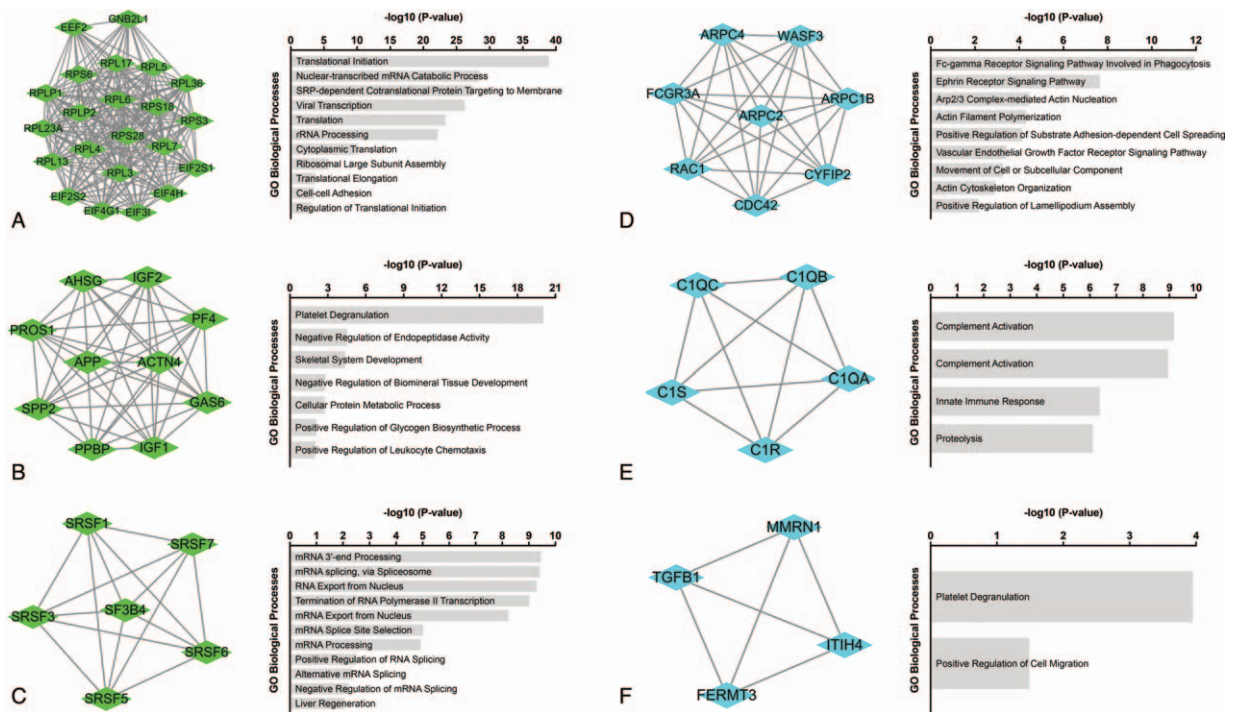 GNB2L1
EEF2
RPL17
RPL5
RPS6
RPL36
RPLP1
RPL6
RPS18
RPLP2
RPS3
RPL23A
RPS28
RPL4
RPL7
RPL13
RPL3
EIF2S1
EIF2S2
EIF4H
EIF4G1
EIF3I
A
-log10 (P-value)
0 5 10 15 20 25 30 35 40
GO Biological Processes
Translational Initiation
Nuclear-transcribed mRNA Catabolic Process
SRP-dependent Cotranslational Protein Targeting to Membrane
Viral Transcription
Translation
rRNA Processing
Cytoplasmic Translation
Ribosomal Large Subunit Assembly
Translational Elongation
Cell-cell Adhesion
Regulation of Translational Initiation
ARPC4
WASF3
FCGR3A
ARPC1B
ARPC2
RAC1
CYFIP2
CDC42
D
-log10 (P-value)
0 2 4 6 8 10 12
GO Biological Processes
Fc-gamma Receptor Signaling Pathway Involved in Phagocytosis
Ephrin Receptor Signaling Pathway
Arp2/3 Complex-mediated Actin Nucleation
Actin Filament Polymerization
Positive Regulation of Substrate Adhesion-dependent Cell Spreading
Vascular Endothelial Growth Factor Receptor Signaling Pathway
Movement of Cell or Subcellular Component
Actin Cytoskeleton Organization
Positive Regulation of Lamellipodium Assembly
AHSG
IGF2
PROS1
PF4
APP
ACTN4
SPP2
GAS6
PPBP
IGF1
B
-log10 (P-value)
0 3 6 9 12 15 18 21
GO Biological Processes
Platelet Degranulation
Negative Regulation of Endopeptidase Activity
Skeletal System Development
Negative Regulation of Biomineral Tissue Development
Cellular Protein Metabolic Process
Positive Regulation of Glycogen Biosynthetic Process
Positive Regulation of Leukocyte Chemotaxis
C1QC
C1QB
C1S
C1QA
C1R
E
-log10 (P-value)
0 1 2 3 4 5 6 7 8 9 10
GO Biological Processes
Complement Activation
Complement Activation
Innate Immune Response
Proteolysis
SRSF1
SRSF7
SRSF3
SF3B4
SRSF6
SRSF5
C
-log10 (P-value)
0 1 2 3 4 5 6 7 8 9 10
GO Biological Processes
mRNA 3'-end Processing
mRNA splicing, via Spliceosome
RNA Export from Nucleus
Termination of RNA Polymerase II Transcription
mRNA Export from Nucleus
mRNA Splice Site Selection
mRNA Processing
Positive Regulation of RNA Splicing
Alternative mRNA Splicing
Negative Regulation of mRNA Splicing
Liver Regeneration
MMRN1
TGFB1
ITIH4
FERMT3
F
-log10 (P-value)
0 1 2 3 4
GO Biological Processes
Platelet Degranulation
Positive Regulation of Cell Migration